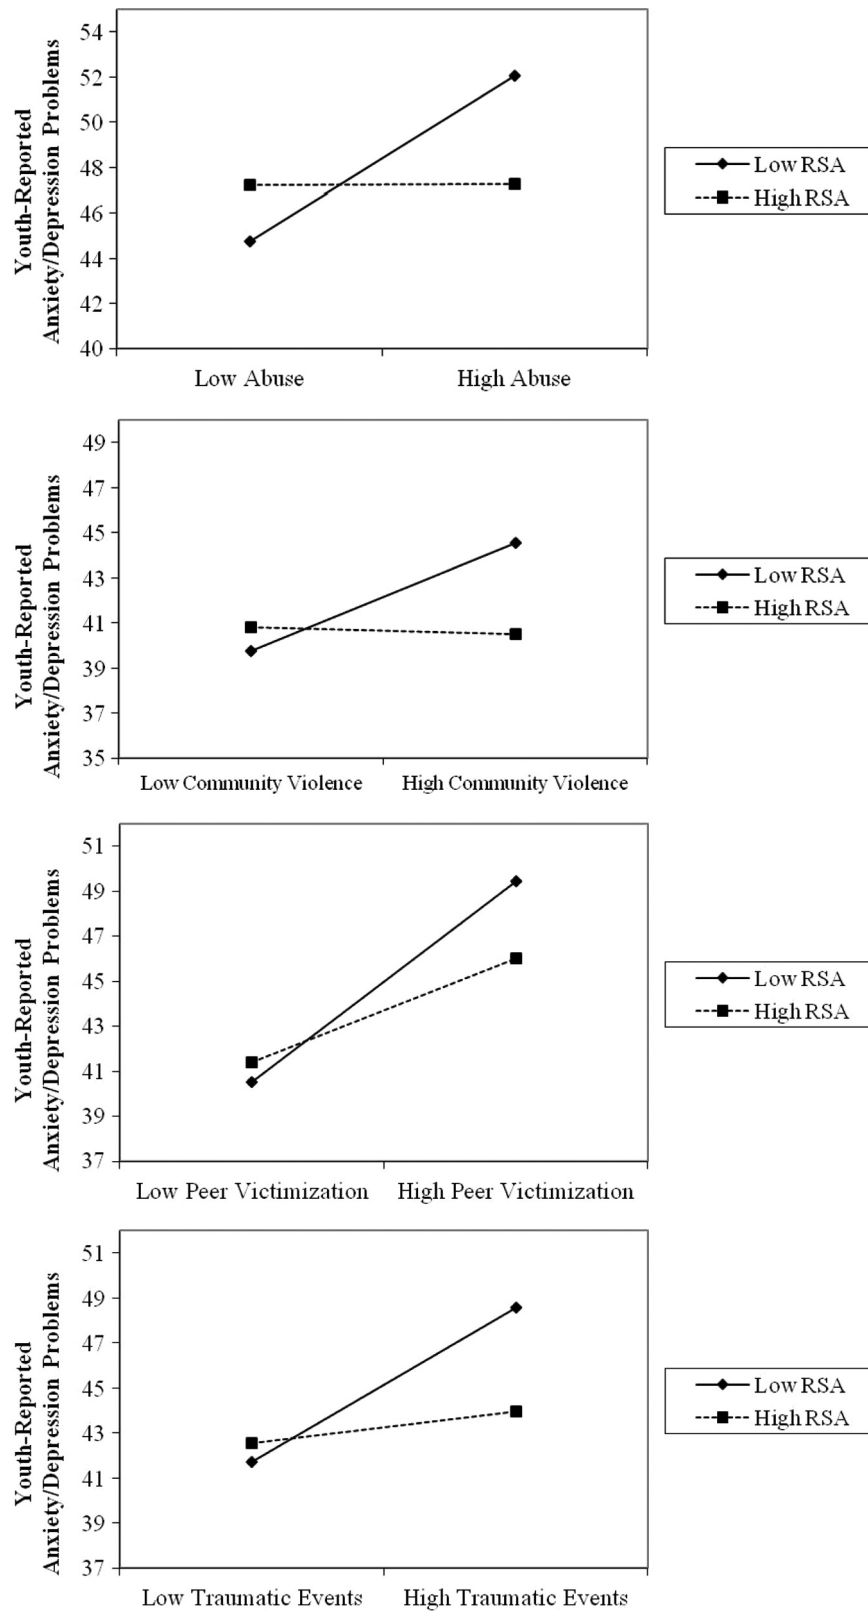 Youth-Reported
Anxiety/Depression Problems
54
52
50
48
46
44
42
40
Low Abuse
High Abuse
Low RSA
High RSA
Youth-Reported
Anxiety/Depression Problems
49
47
45
43
41
39
37
35
Low Community Violence
High Community Violence
Low RSA
High RSA
Youth-Reported
Anxiety/Depression Problems
51
49
47
45
43
41
39
37
Low Peer Victimization
High Peer Victimization
Low RSA
High RSA
Youth-Reported
Anxiety/Depression Problems
51
49
47
45
43
41
39
37
Low Traumatic Events
High Traumatic Events
Low RSA
High RSA